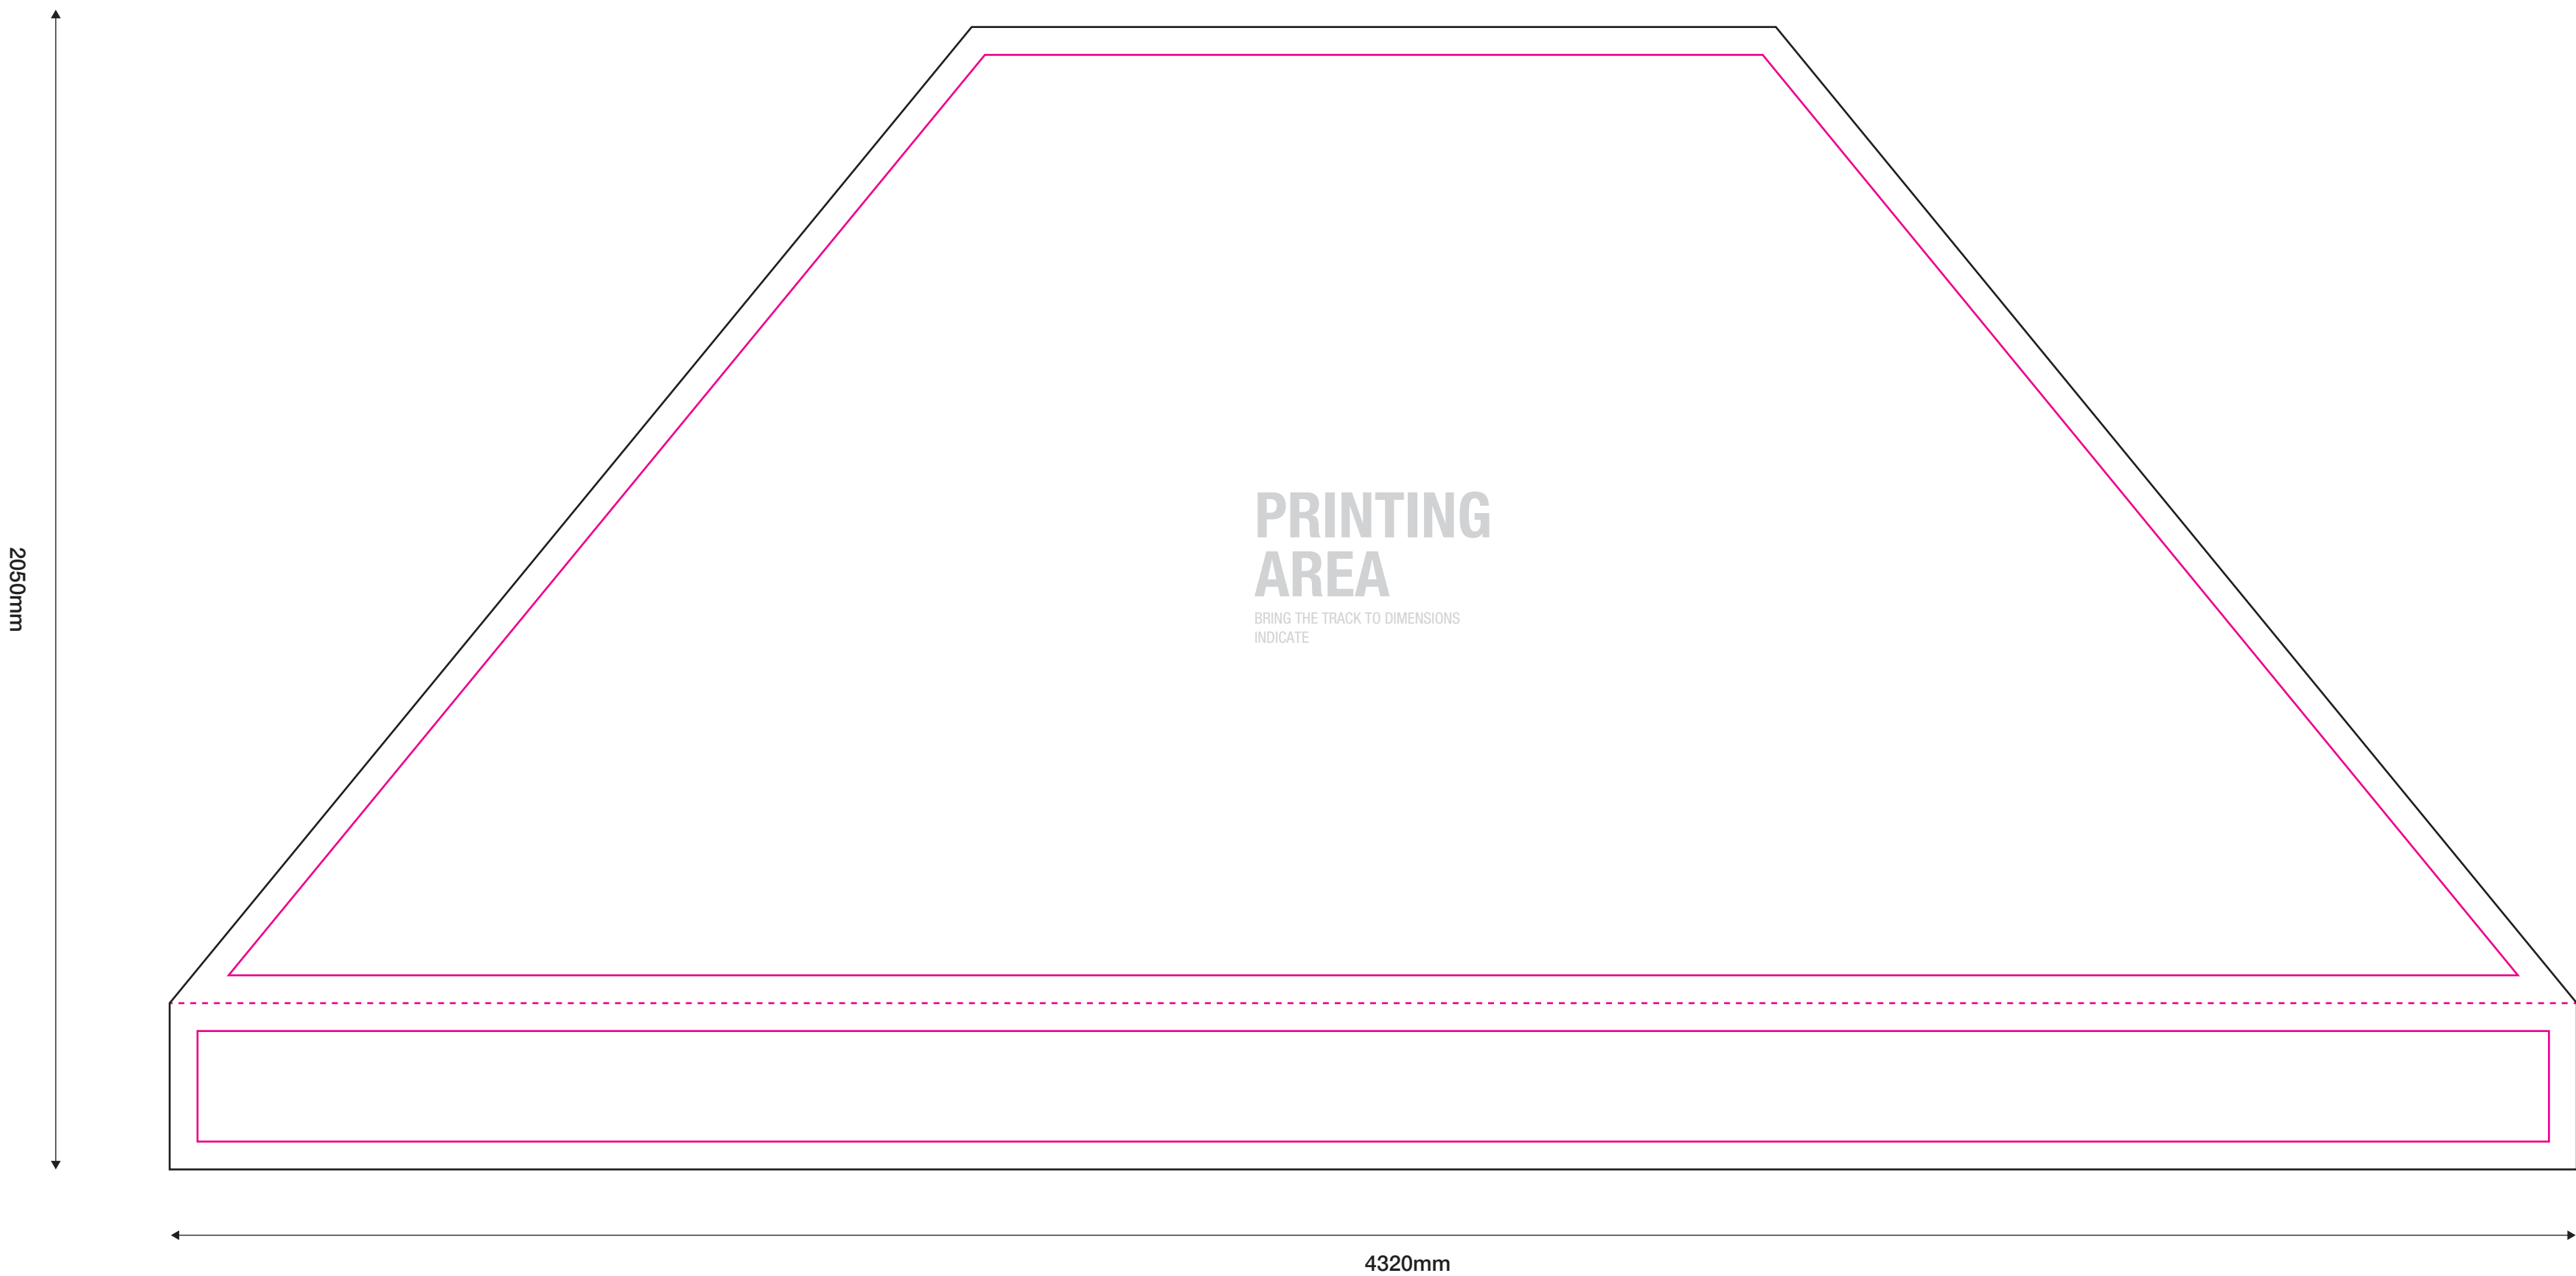 PRINTING
AREA
BRING THE TRACK TO DIMENSIONS
INDICATE
2050mm
4320mm